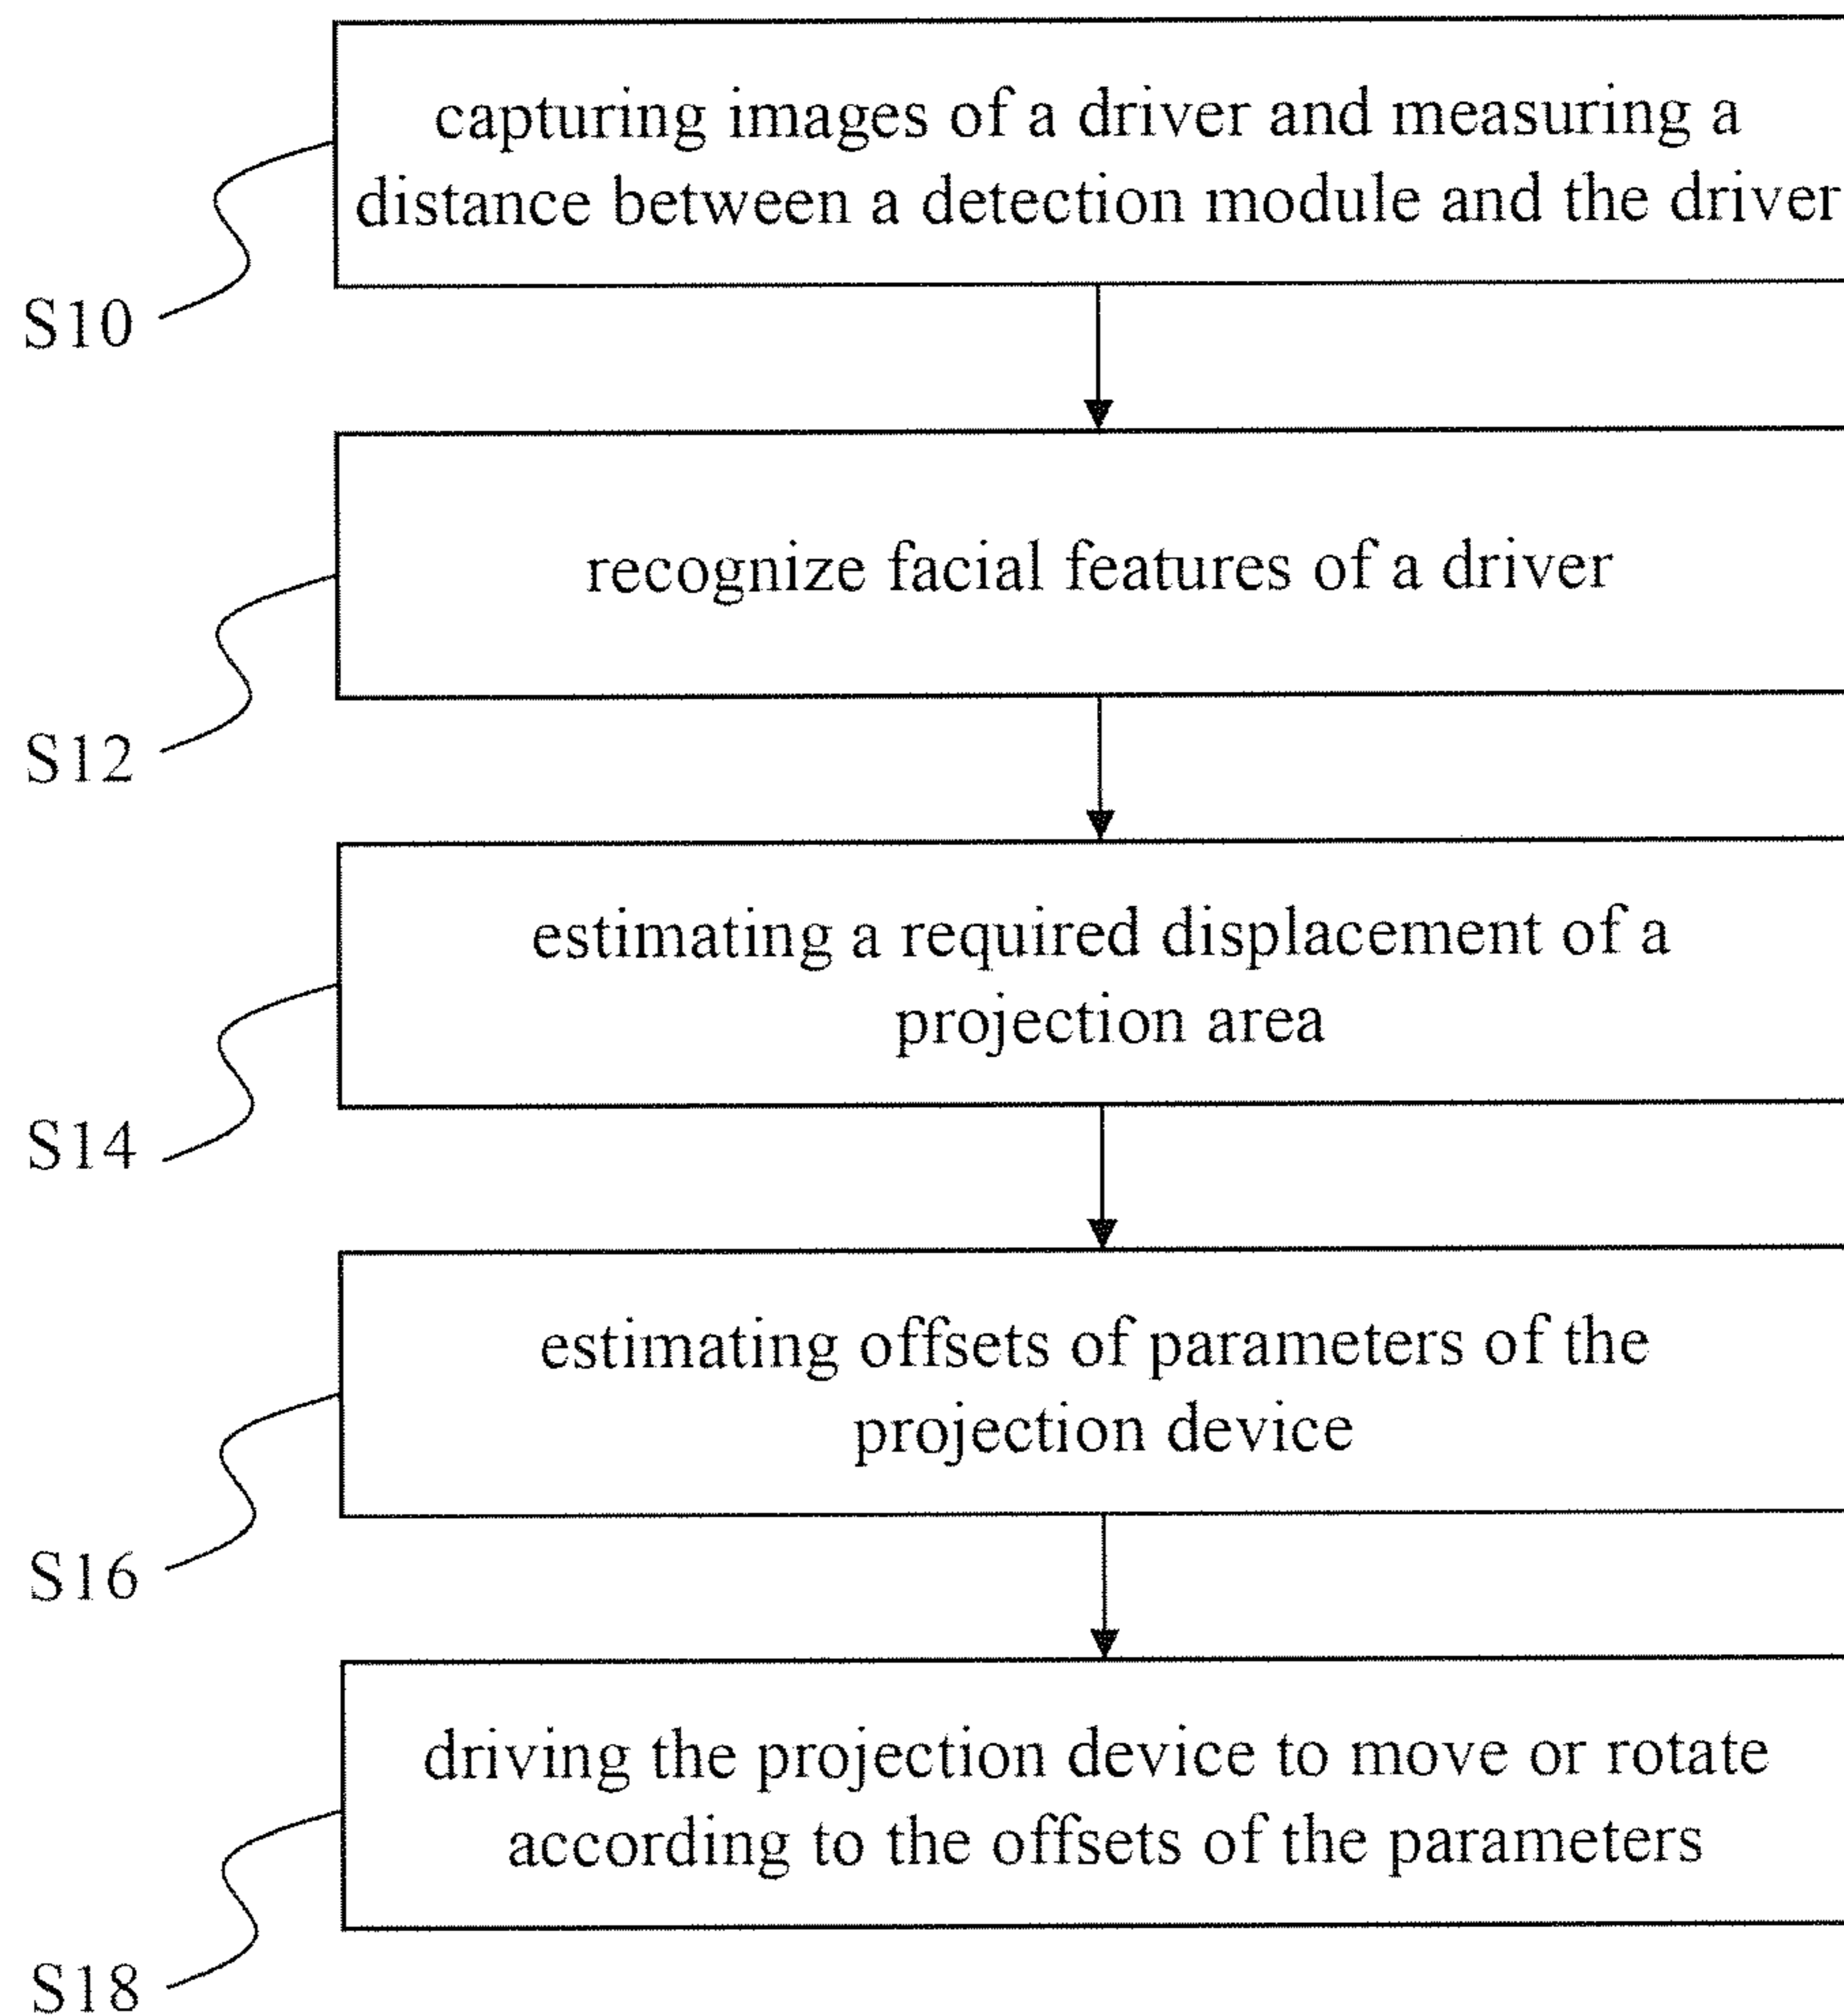 capturing images of a driver and measuring a
distance between a detection module and the driver
S10
recognize facial features of a driver
S12
estimating a required displacement of a
projection area
S14
estimating offsets of parameters of the
projection device
S16
driving the projection device to move or rotate
according to the offsets of the parameters
S18